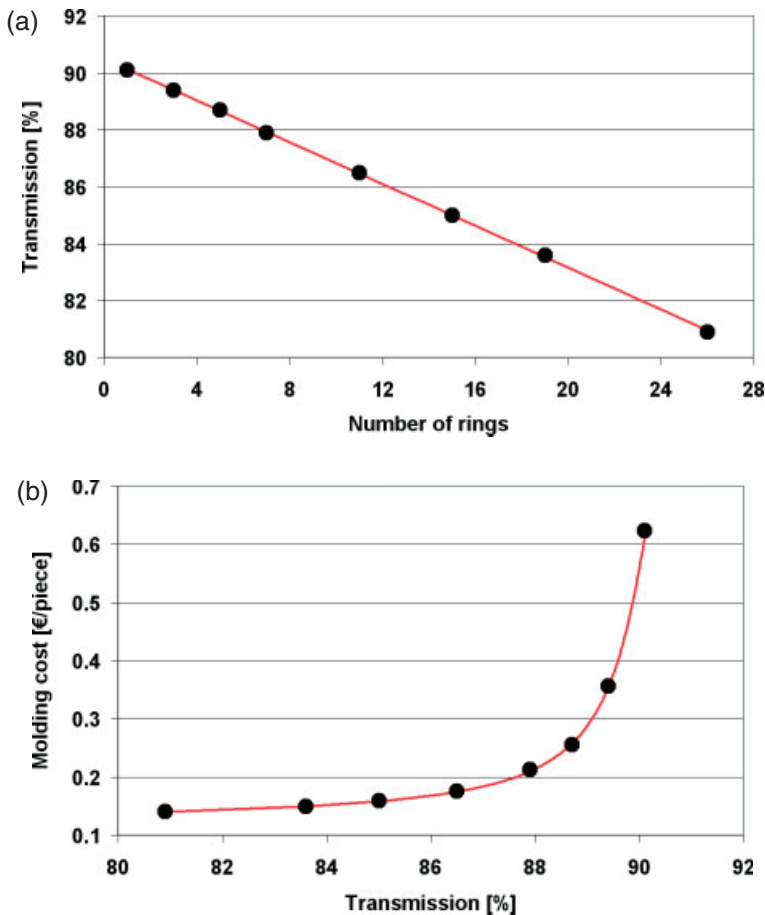 (a)
92
90
88
86
84
82
80
Transmission [%]
0 4 8 12 16 20 24 28
Number of rings
(b)
0.7
0.6
0.5
0.4
0.3
0.2
0.1
Molding cost [€/piece]
80 82 84 86 88 90 92
Transmission [%]